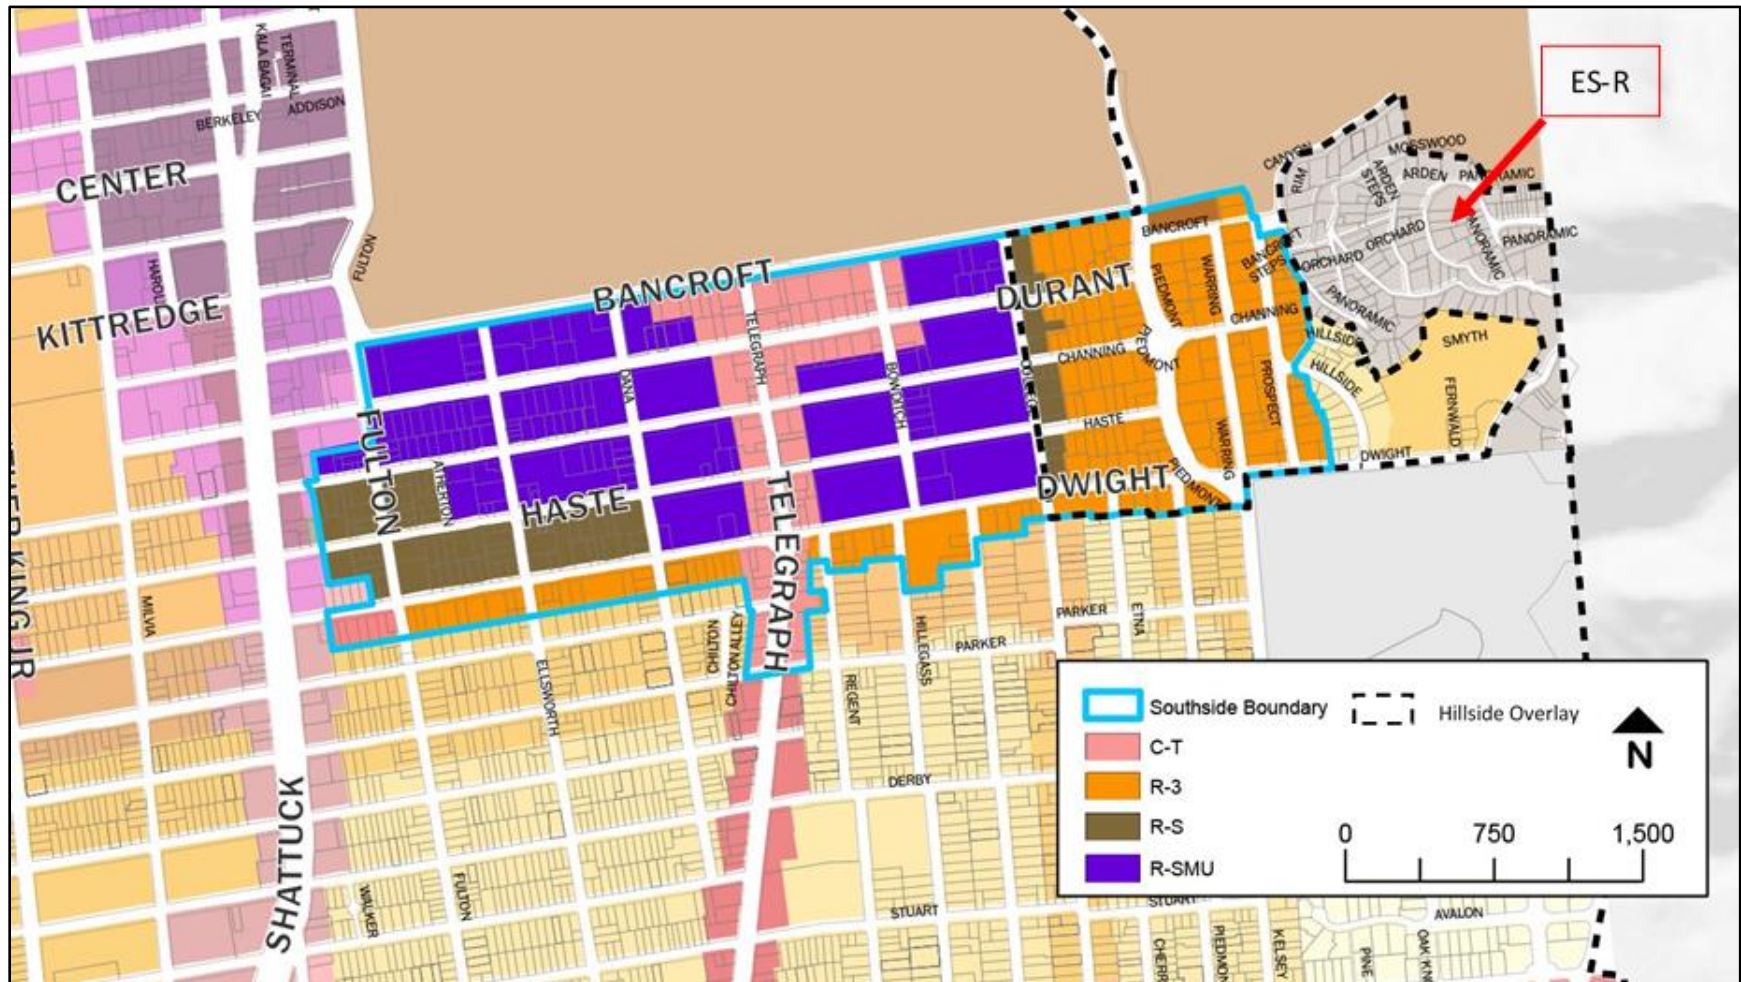 KALA BAGAI
TERMINAL
ADDISON
BERKELEY
CENTER
FULTON
HAROLD
KITTREDGE
ES-R
CANYON
RIM
MOSSWOOD
ARDEN STEPS
ARDEN
PANORAMIC
ORCHARD
PANORAMIC
PANORAMIC
ORCHARD
BANCROFT STEPS
PANORAMIC
BANCROFT
BANCROFT
DURANT
PIEDMONT
WARRING
CHANNING
CHANNING
PIEDMONT
HILLSIDE
HILLSIDE
SMYTH
FERNWALD
PROSPECT
TELEGRAPH
DANA
BOWDITCH
COLLEGE
HASTE
WARRING
DWIGHT
PIEDMONT
DWIGHT
FULTON
ATHERTON
HASTE
TELEGRAPH
MILVIA
CHILTON
CHILTON ALLEY
ELLSWORTH
REGENT
HILLEGASS
PARKER
PARKER
ETNA
SHATTUCK
DERBY
WALKER
FULTON
STUART
STUART
AVALON
PIEDMON
KELSEY
PINE
Southside Boundary
Hillside Overlay
C-T
R-3
R-S
R-SMU
N
0 750 1,500